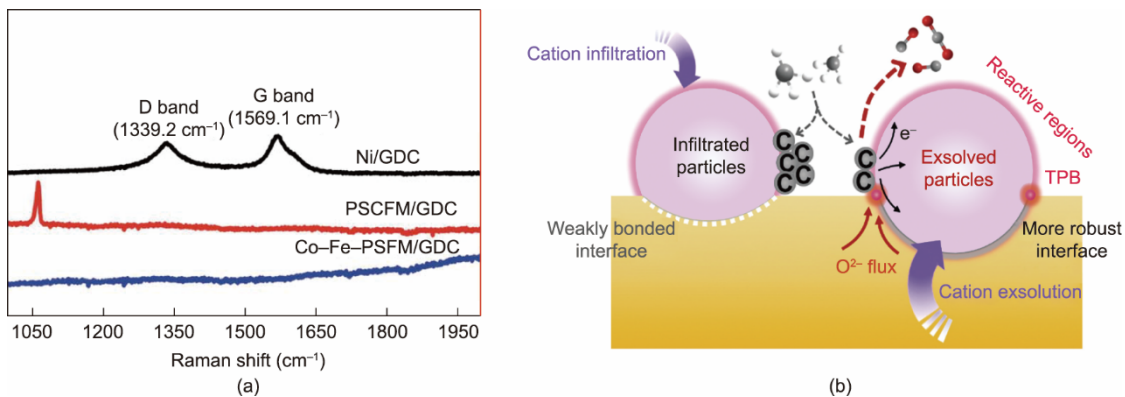 D band
(1339.2 cm⁻¹)
G band
(1569.1 cm⁻¹)
Ni/GDC
PSCFM/GDC
Co–Fe–PSFM/GDC
1050 1200 1350 1500 1650 1800 1950
Raman shift (cm⁻¹)
(a)
Cation infiltration
Infiltrated
particles
C
C
C
C
C
Weakly bonded
interface
C
C
e⁻
Exsolved
particles
Reactive regions
TPB
More robust
interface
O²⁻ flux
Cation exsolution
(b)